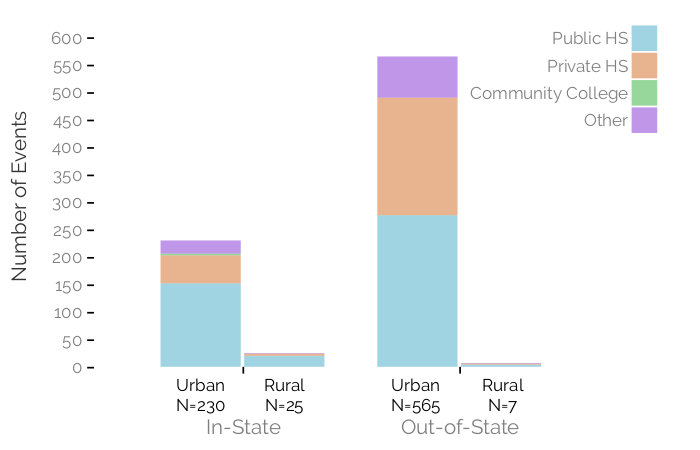 Public HS
Private HS
Community College
Other
Number of Events
600
550
500
450
400
350
300
250
200
150
100
50
0
Urban Rural Urban Rural
N=230 N=25 N=565 N=7
In-State Out-of-State